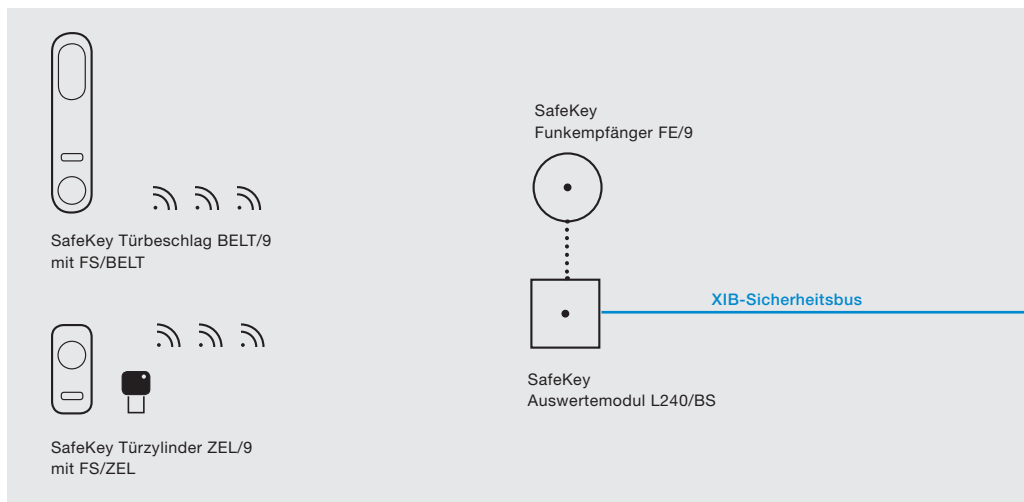 SafeKey Türbeschlag BELT/9
mit FS/BELT
SafeKey Türzylinder ZEL/9
mit FS/ZEL
SafeKey
Funkempfänger FE/9
XIB-Sicherheitsbus
SafeKey
Auswertemodul L240/BS